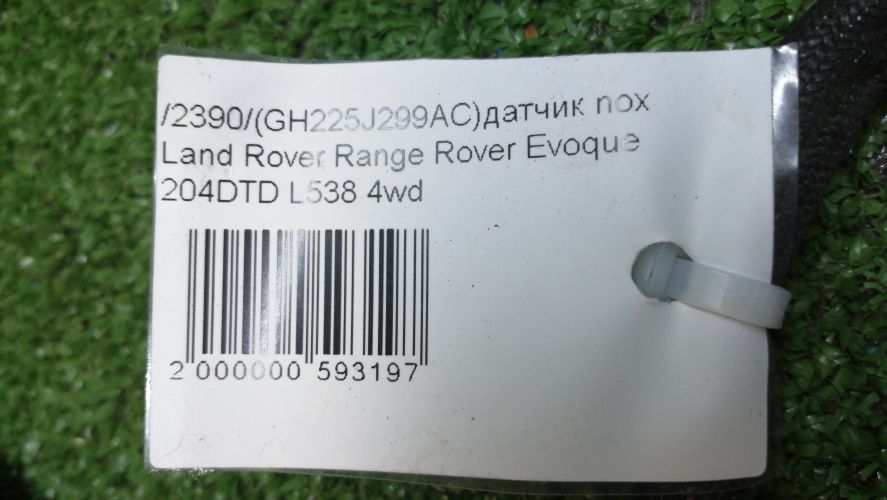 /2390/(GH225J299AC)датчик nox
Land Rover Range Rover Evoque
204DTD L538 4wd
2 000000 593197